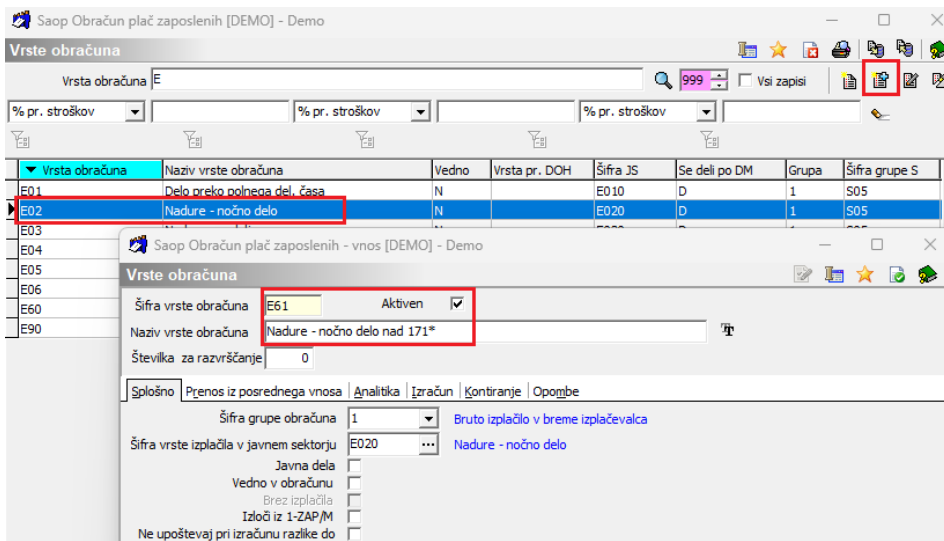 Saop Obračun plač zaposlenih [DEMO] - Demo
Vrste obračuna
Vrsta obračuna E 999 Vsi zapisi
% pr. stroškov % pr. stroškov % pr. stroškov
Vrsta obračuna Naziv vrste obračuna Vedno Vrsta pr. DOH Šifra JS Se deli po DM Grupa Šifra grupe S
E01 Delo preko polnega del. časa N E010 D 1 S05
E02 Nadure - nočno delo N E020 D 1 S05
E03
E04
E05
E06
E60
E90
Saop Obračun plač zaposlenih - vnos [DEMO] - Demo
Vrste obračuna
Šifra vrste obračuna E61 Aktiven
Naziv vrste obračuna Nadure - nočno delo nad 171*
Številka za razvrščanje 0
Splošno Prenos iz posrednega vnosa Analitika Izračun Kontiranje Opombe
Šifra grupe obračuna 1 Bruto izplačilo v breme izplačevalca
Šifra vrste izplačila v javnem sektorju E020 ... Nadure - nočno delo
Javna dela
Vedno v obračunu
Brez izplačila
Izloči iz 1-ZAP/M
Ne upoštevaj pri izračunu razlike do